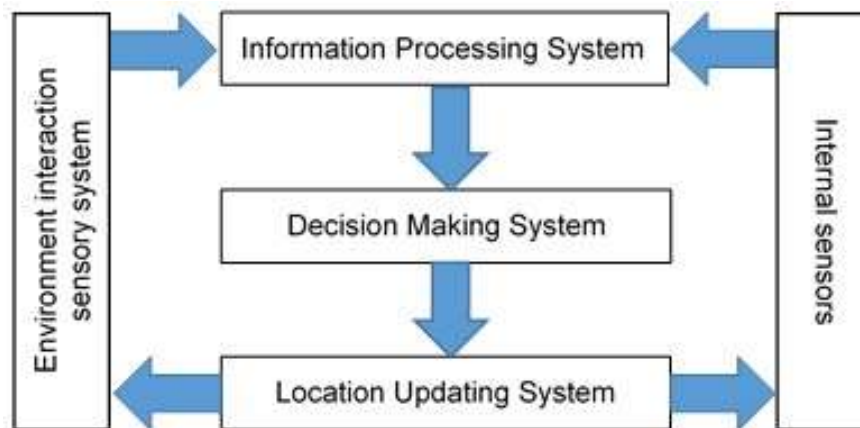 Environment interaction
sensory system
Information Processing System
Decision Making System
Location Updating System
Internal sensors